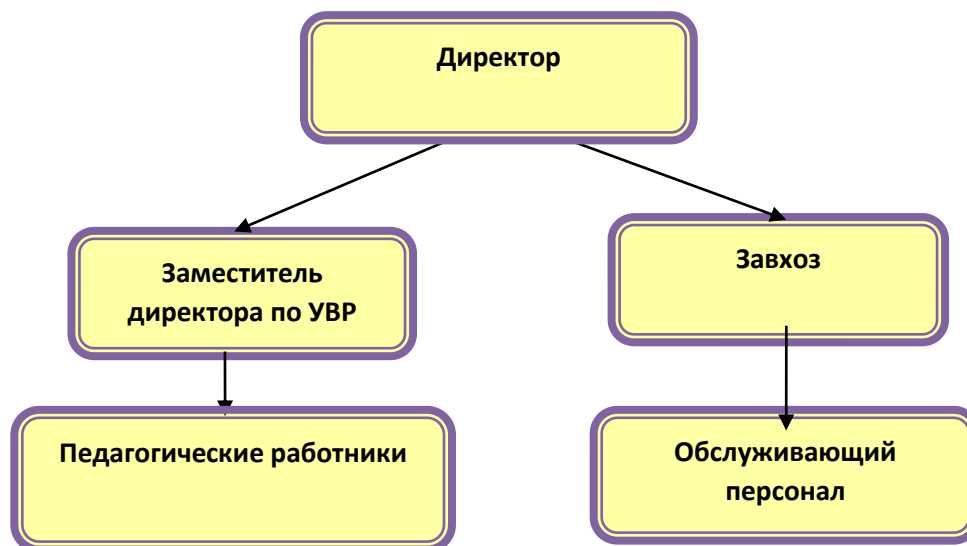 Директор
Заместитель
директора по УВР
Завхоз
Педагогические работники
Обслуживающий
персонал